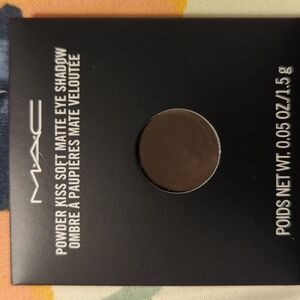 MAC
POWDER KISS SOFT MATTE EYE SHADOW
OMBRE À PAUPIÈRES MATE VELOUTÉE
POIDS NET WT. 0.05 OZ./1.5 g